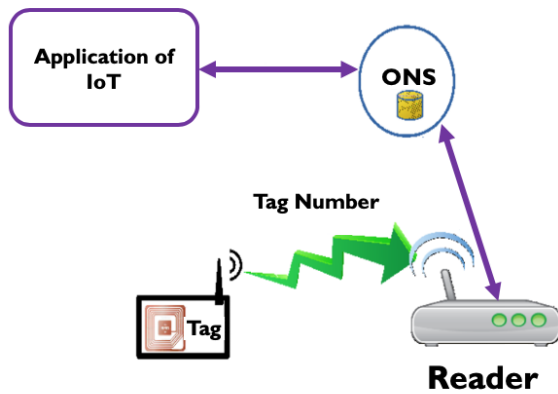 Application of
IoT
ONS
Tag Number
Tag
Reader